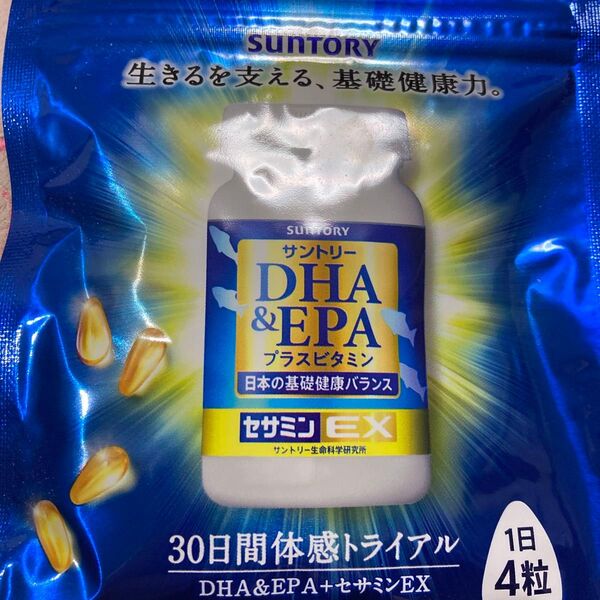 SUNTORY
生きるを支える、基礎健康力。
SUNTORY
サントリー
DHA
&EPA
プラスビタミン
日本の基礎健康バランス
セサミンEX
サントリー生命科学研究所
30日間体感トライアル
DHA&EPA+セサミンEX
1日
4粒